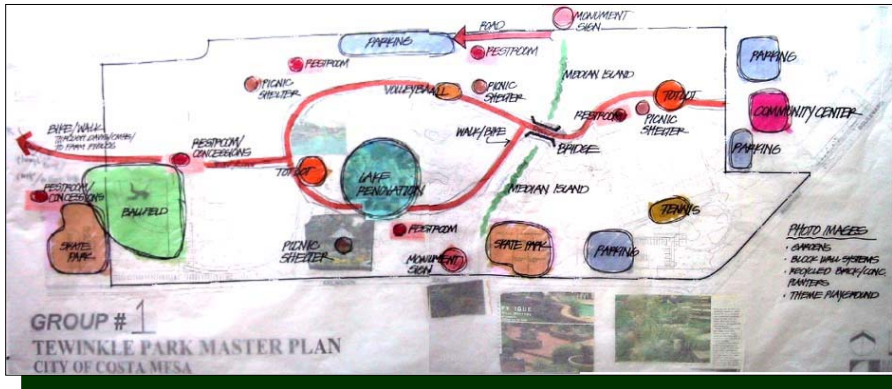 MONUMENT
SIGN
ROAD
PARKING
RESTROOM
RESTROOM
PICNIC
SHELTER
VOLLEYBALL
PICNIC
SHELTER
MEDIAN ISLAND
TOT LOT
PARKING
COMMUNITY CENTER
PARKING
RESTROOM
PICNIC
SHELTER
BIKE/WALK
RESTROOM/
CONCESSIONS
WALK/BIKE
BRIDGE
TOT LOT
LAKE
RENOVATION
RESTROOM/
CONCESSIONS
BALLFIELD
MEDIAN ISLAND
TENNIS
RESTROOM
SKATE
PARK
PICNIC
SHELTER
MONUMENT
SIGN
SKATE PARK
PARKING
PHOTO IMAGES
• GARDENS
• BLOCK WALL SYSTEMS
• RECYCLED BRICK/CONC.
PLANTERS
• THEME PLAYGROUND
GROUP # 1
TEWINKLE PARK MASTER PLAN
CITY OF COSTA MESA